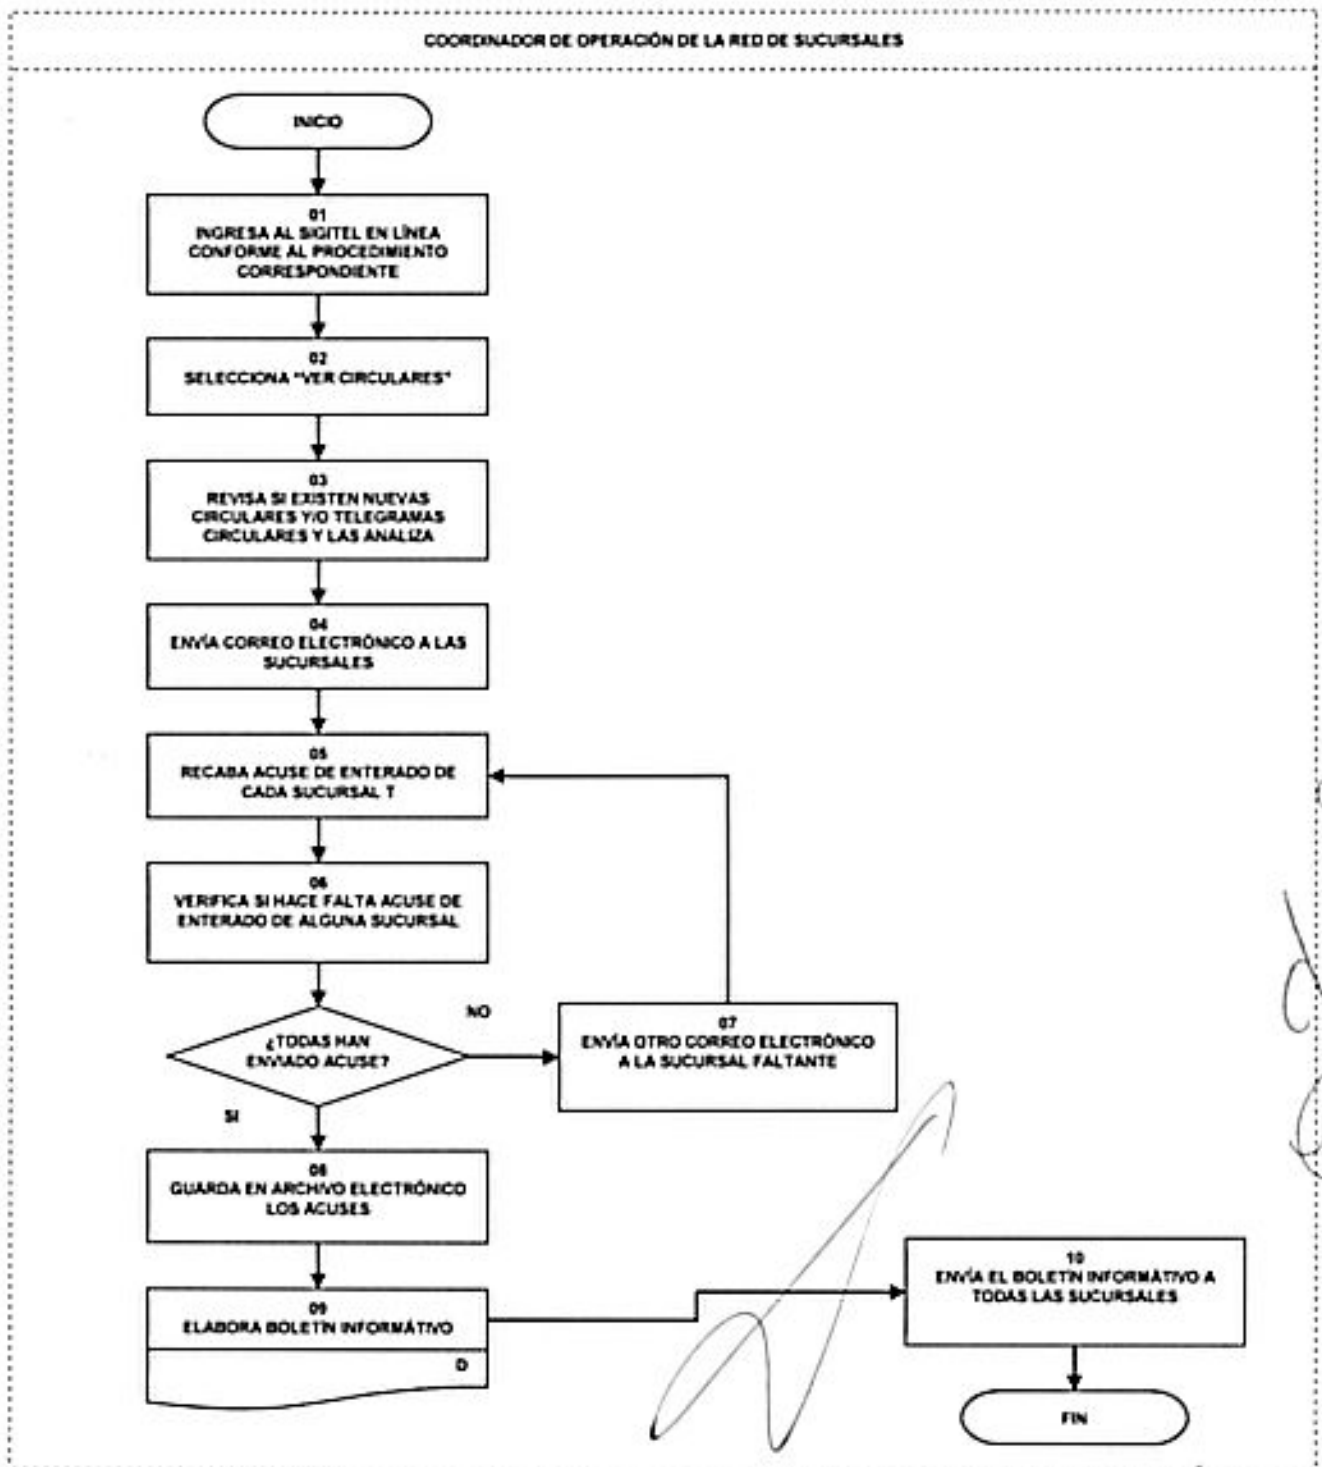 COORDINADOR DE OPERACIÓN DE LA RED DE SUCURSALES
INICIO
01
INGRESA AL SIGITEL EN LÍNEA
CONFORME AL PROCEDIMIENTO
CORRESPONDIENTE
02
SELECCIONA "VER CIRCULARES"
03
REVISA SI EXISTEN NUEVAS
CIRCULARES Y/O TELEGRAMAS
CIRCULARES Y LAS ANALIZA
04
ENVÍA CORREO ELECTRÓNICO A LAS
SUCURSALES
05
RECABA ACUSE DE ENTERADO DE
CADA SUCURSAL T
06
VERIFICA SI HACE FALTA ACUSE DE
ENTERADO DE ALGUNA SUCURSAL
¿TODAS HAN
ENVIADO ACUSE?
NO
07
ENVÍA OTRO CORREO ELECTRÓNICO
A LA SUCURSAL FALTANTE
SI
08
GUARDA EN ARCHIVO ELECTRÓNICO
LOS ACUSES
09
ELABORA BOLETÍN INFORMÁTIVO
D
10
ENVÍA EL BOLETÍN INFORMÁTIVO A
TODAS LAS SUCURSALES
FIN